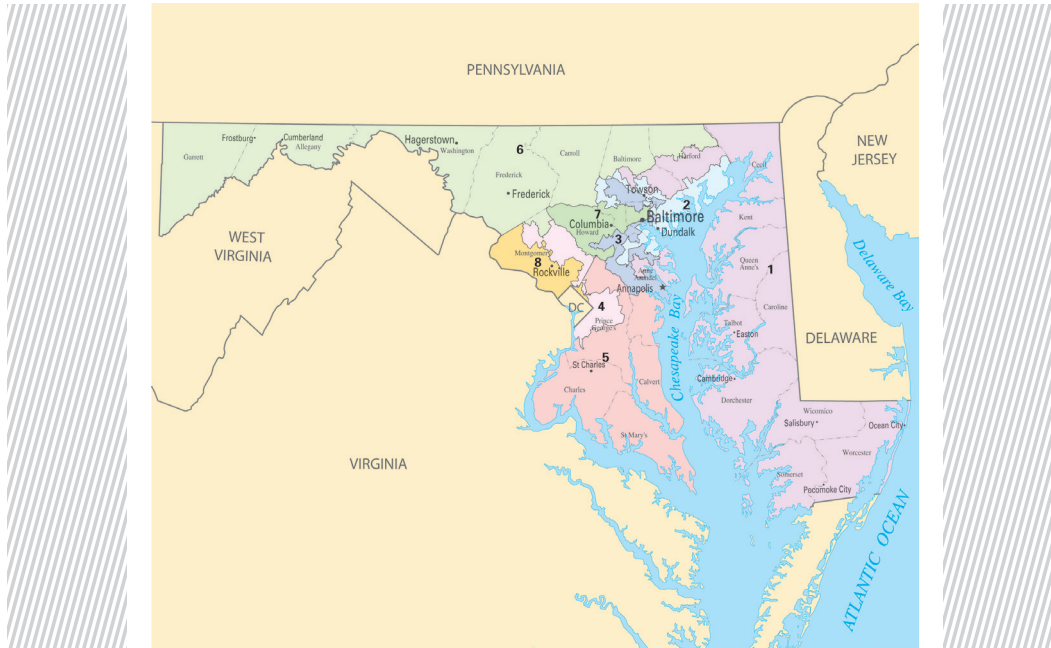 PENNSYLVANIA
NEW
JERSEY
Frostburg
Cumberland
Allegany
Garrett
Hagerstown
Washington
6
Carroll
Baltimore
Harford
Cecil
Frederick
Frederick
Towson
2
7
Baltimore
Columbia
Howard
Dundalk
3
Kent
WEST
VIRGINIA
Montgomery
8
Rockville
Anne
Arundel
Annapolis
Queen
Anne's
1
Delaware Bay
DC
4
Prince
George's
Caroline
Talbot
Easton
Chesapeake Bay
DELAWARE
5
St Charles
Charles
Calvert
Cambridge
Dorchester
St Mary's
Wicomico
Salisbury
Ocean City
Worcester
VIRGINIA
Somerset
Pocomoke City
ATLANTIC OCEAN